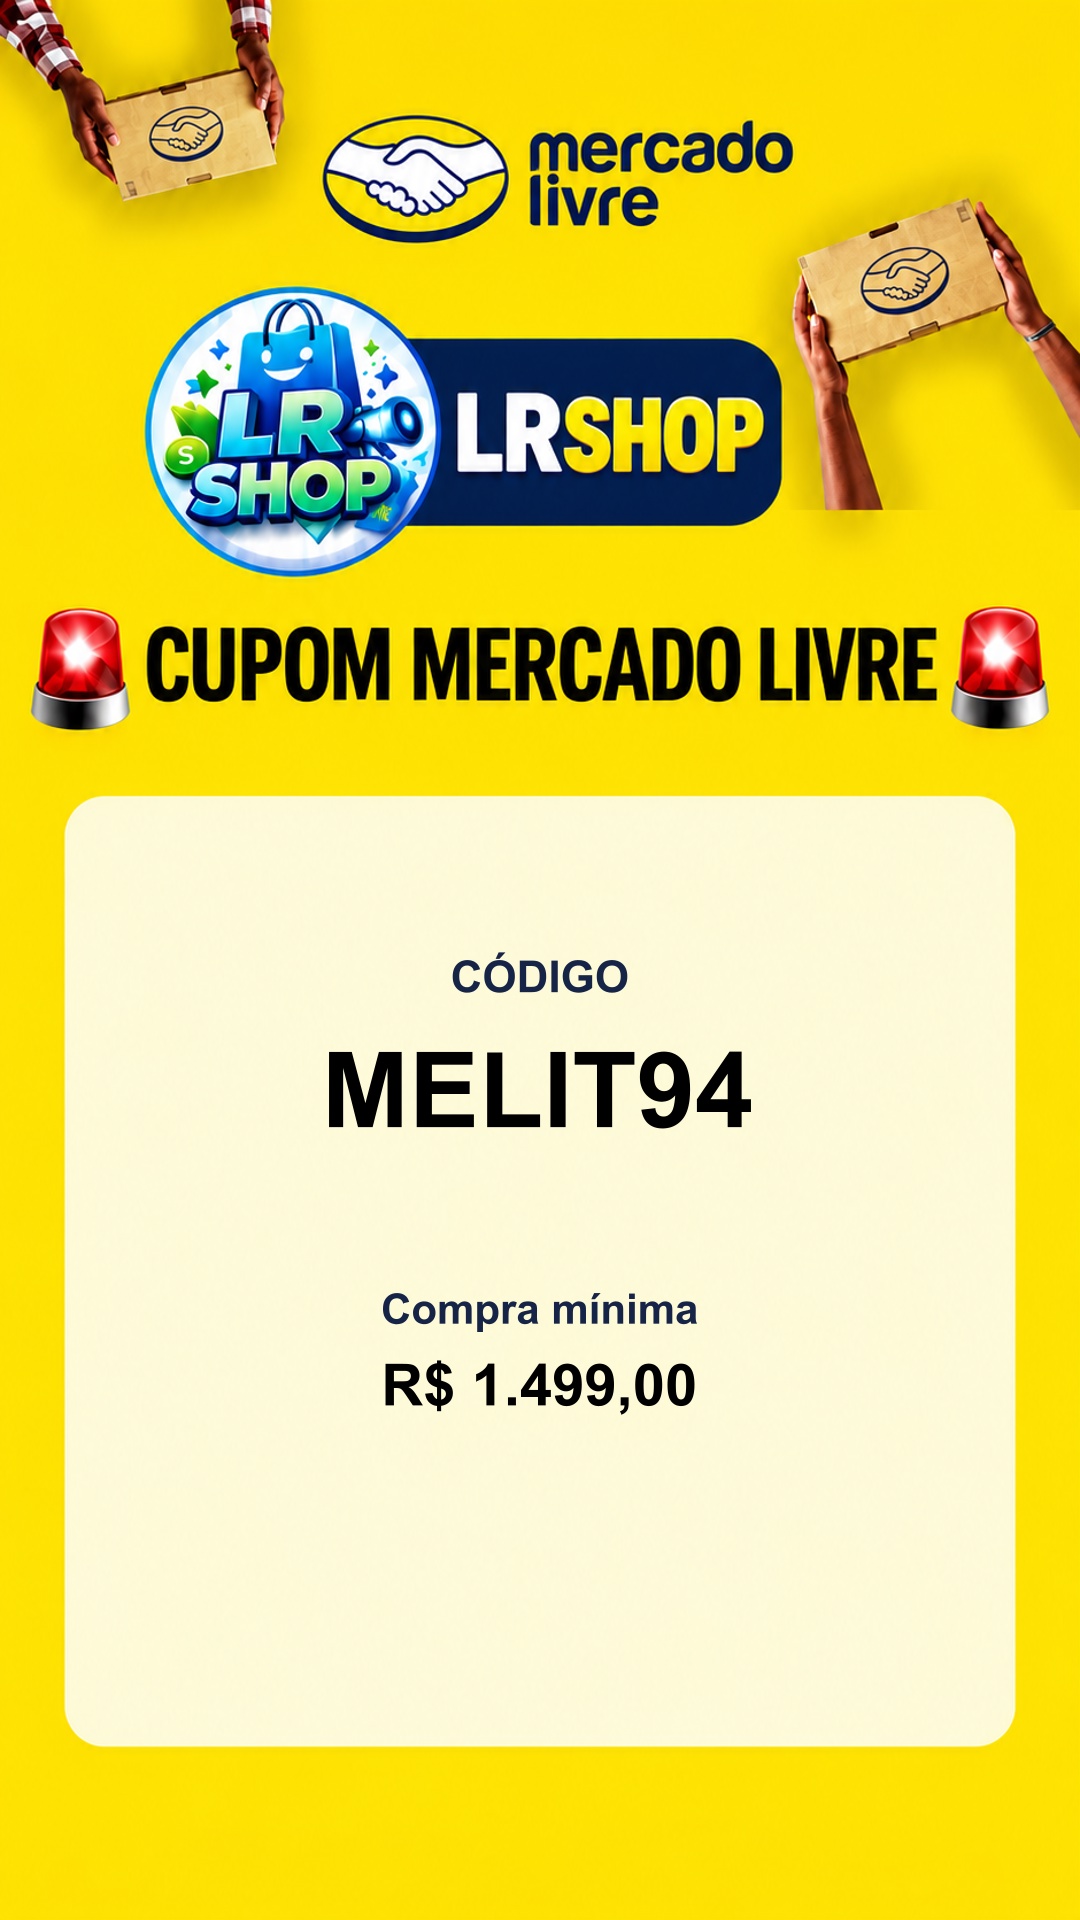 mercado
livre
LR
SHOP
S
LRSHOP
CUPOM MERCADO LIVRE
CÓDIGO
MELIT94
Compra mínima
R$ 1.499,00